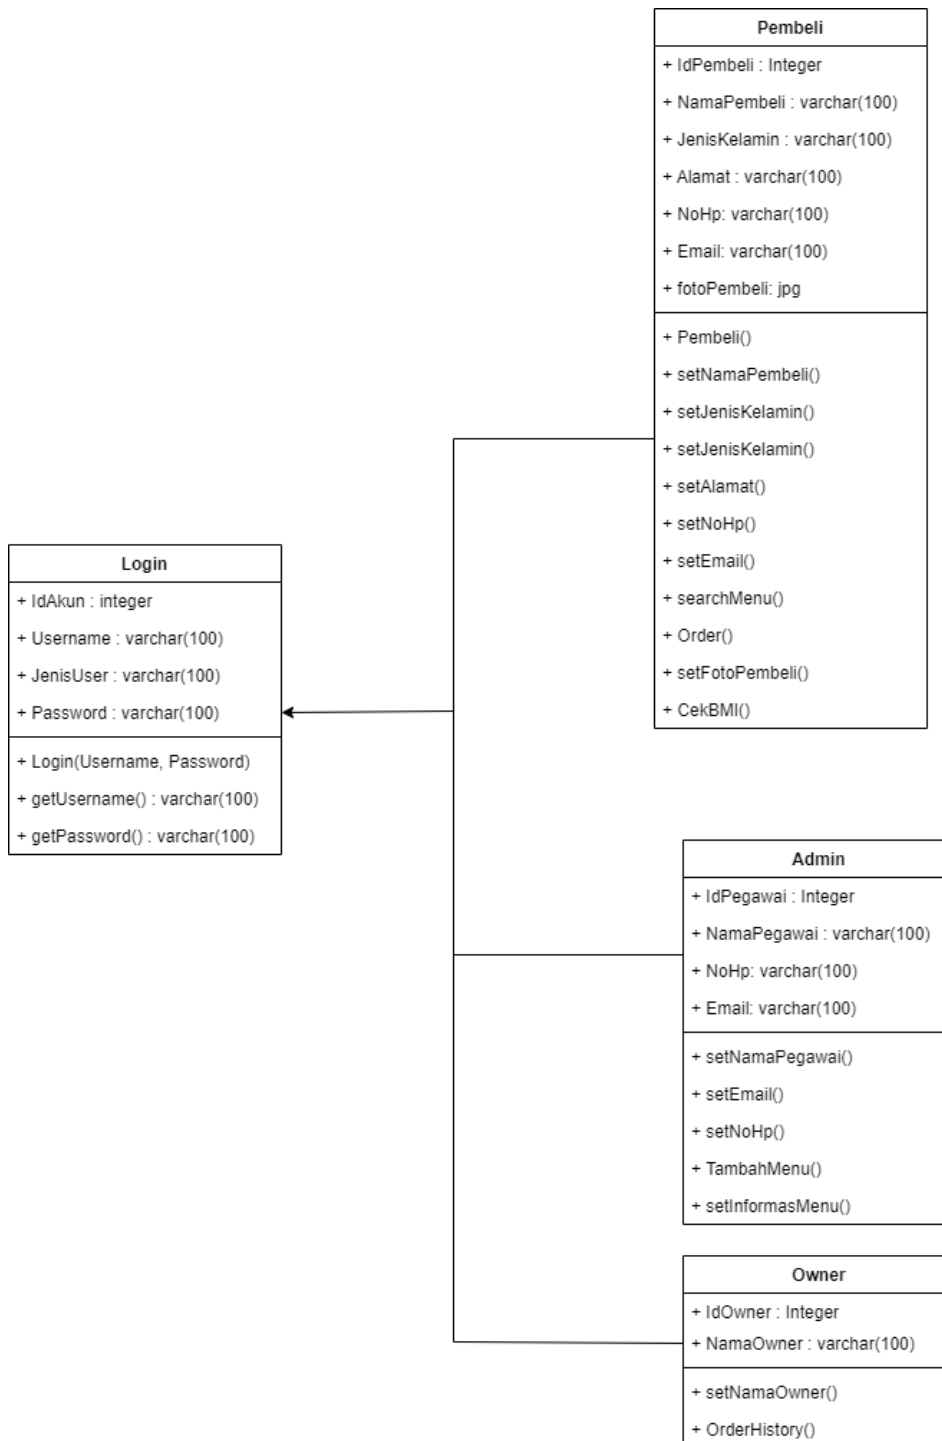 Pembeli
+ IdPembeli : Integer
+ NamaPembeli : varchar(100)
+ JenisKelamin : varchar(100)
+ Alamat : varchar(100)
+ NoHp: varchar(100)
+ Email: varchar(100)
+ fotoPembeli: jpg
+ Pembeli()
+ setNamaPembeli()
+ setJenisKelamin()
+ setJenisKelamin()
+ setAlamat()
+ setNoHp()
+ setEmail()
+ searchMenu()
+ Order()
+ setFotoPembeli()
+ CekBMI()
Login
+ IdAkun : integer
+ Username : varchar(100)
+ JenisUser : varchar(100)
+ Password : varchar(100)
+ Login(Username, Password)
+ getUsername() : varchar(100)
+ getPassword() : varchar(100)
Admin
+ IdPegawai : Integer
+ NamaPegawai : varchar(100)
+ NoHp: varchar(100)
+ Email: varchar(100)
+ setNamaPegawai()
+ setEmail()
+ setNoHp()
+ TambahMenu()
+ setInformasMenu()
Owner
+ IdOwner : Integer
+ NamaOwner : varchar(100)
+ setNamaOwner()
+ OrderHistory()